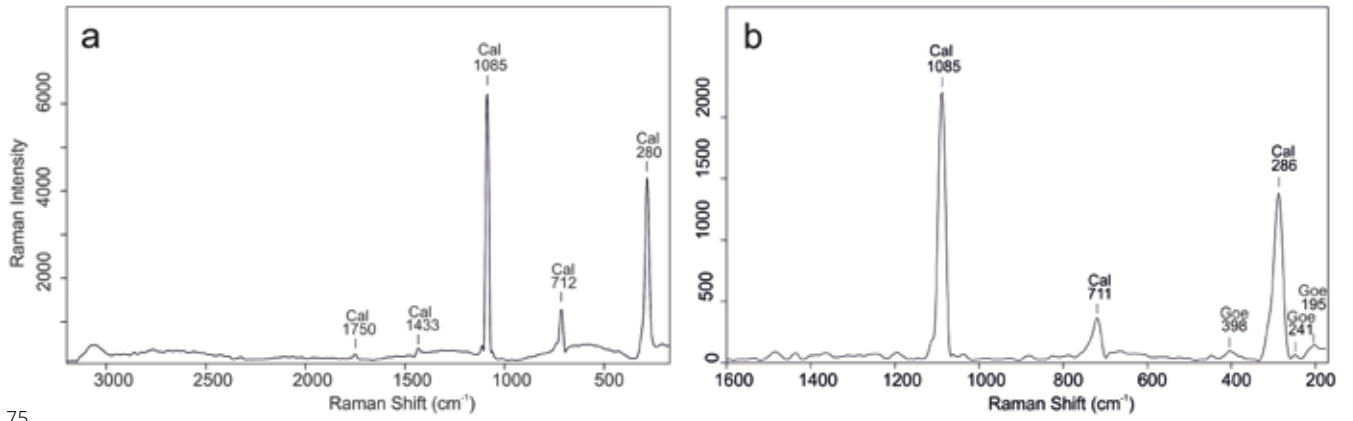 a
Cal
1085
Cal
280
Cal
712
Cal
1750
Cal
1433
Raman Intensity
6000
4000
2000
3000 2500 2000 1500 1000 500
Raman Shift (cm⁻¹)
b
Cal
1085
Cal
286
Cal
711
Goe
398
Goe
241
Goe
195
2000
1500
1000
500
0
1600 1400 1200 1000 800 600 400 200
Raman Shift (cm⁻¹)
75